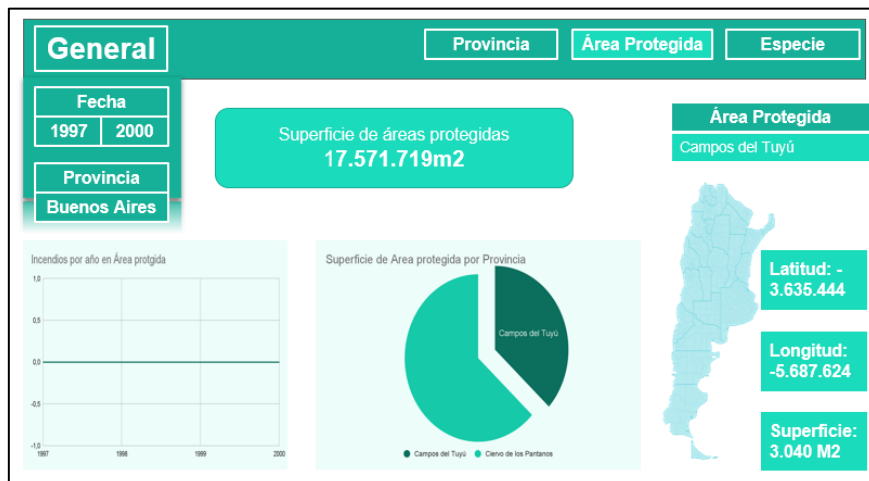 General
Provincia
Área Protegida
Especie
Fecha
1997 2000
Provincia
Buenos Aires
Superficie de áreas protegidas
17.571.719m2
Área Protegida
Campos del Tuyú
Latitud: -
3.635.444
Longitud:
-5.687.624
Superficie:
3.040 M2
Incendios por año en Área protgida
1,0
0,5
0,0
-0,5
-1,0
1997 1998 1999 2000
Superficie de Area protegida por Provincia
Campos del Tuyú
Campos del Tuyú Ciervo de los Pantanos